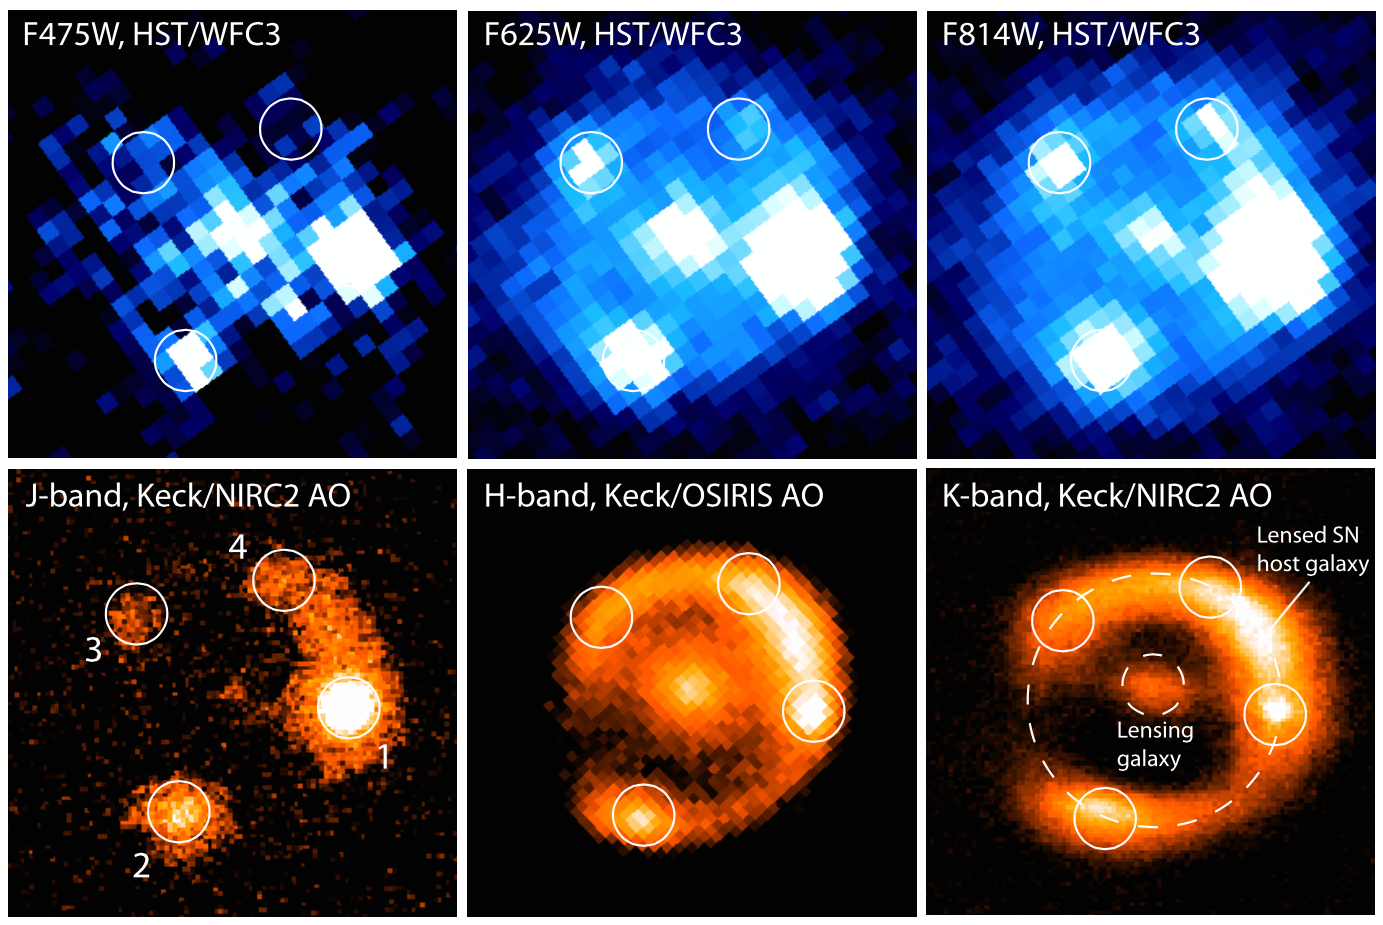 F475W, HST/WFC3
F625W, HST/WFC3
F814W, HST/WFC3
J-band, Keck/NIRC2 AO
4
3
1
2
H-band, Keck/OSIRIS AO
K-band, Keck/NIRC2 AO
Lensed SN
host galaxy
Lensing
galaxy